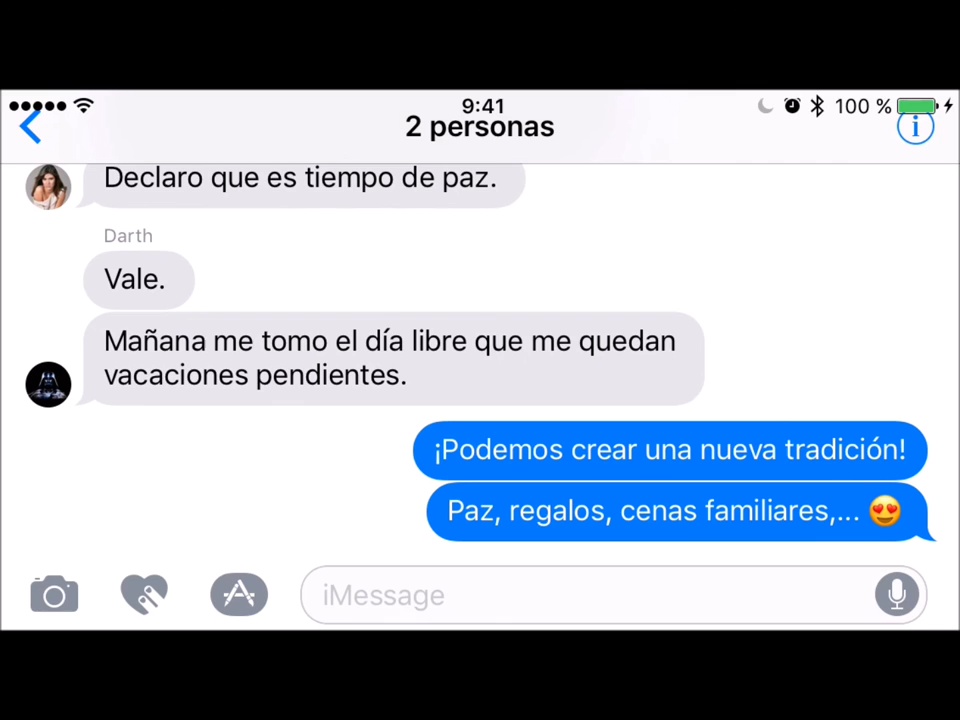 9:41
100 %
2 personas
Declaro que es tiempo de paz.
Darth
Vale.
Mañana me tomo el día libre que me quedan
vacaciones pendientes.
¡Podemos crear una nueva tradición!
Paz, regalos, cenas familiares,... 😍
iMessage